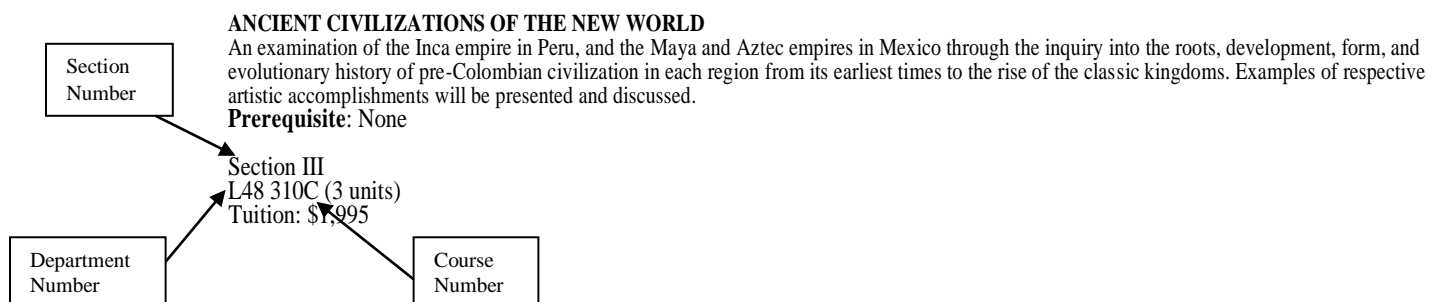 ANCIENT CIVILIZATIONS OF THE NEW WORLD
An examination of the Inca empire in Peru, and the Maya and Aztec empires in Mexico through the inquiry into the roots, development, form, and
evolutionary history of pre-Colombian civilization in each region from its earliest times to the rise of the classic kingdoms. Examples of respective
artistic accomplishments will be presented and discussed.
Prerequisite: None
Section
Number
Section III
L48 310C (3 units)
Tuition: $1,995
Department
Number
Course
Number